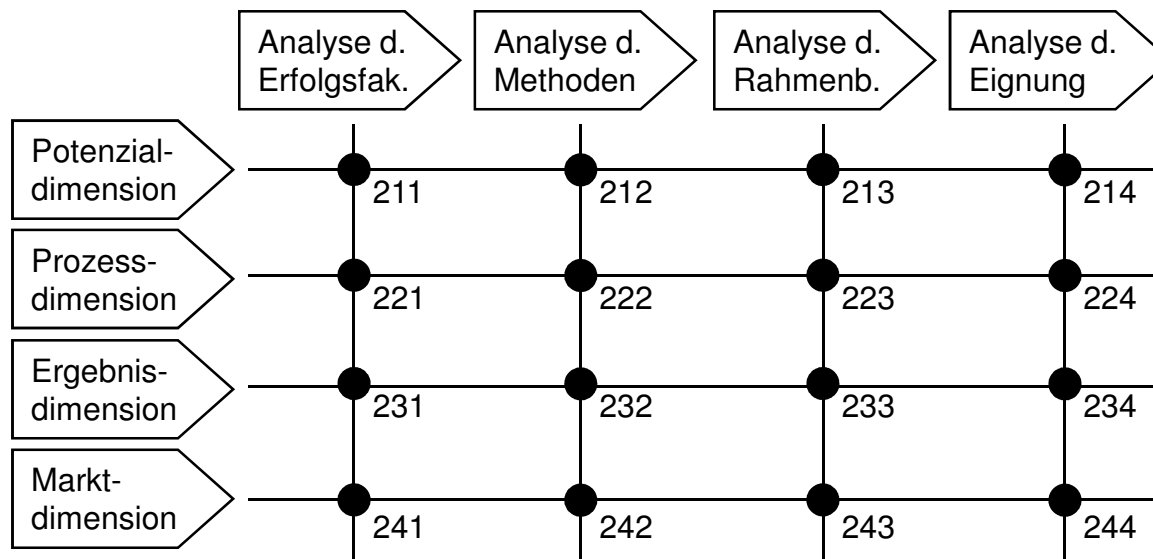 Analyse d.
Erfolgsfak.
Analyse d.
Methoden
Analyse d.
Rahmenb.
Analyse d.
Eignung
Potenzial-
dimension
211
212
213
214
Prozess-
dimension
221
222
223
224
Ergebnis-
dimension
231
232
233
234
Markt-
dimension
241
242
243
244